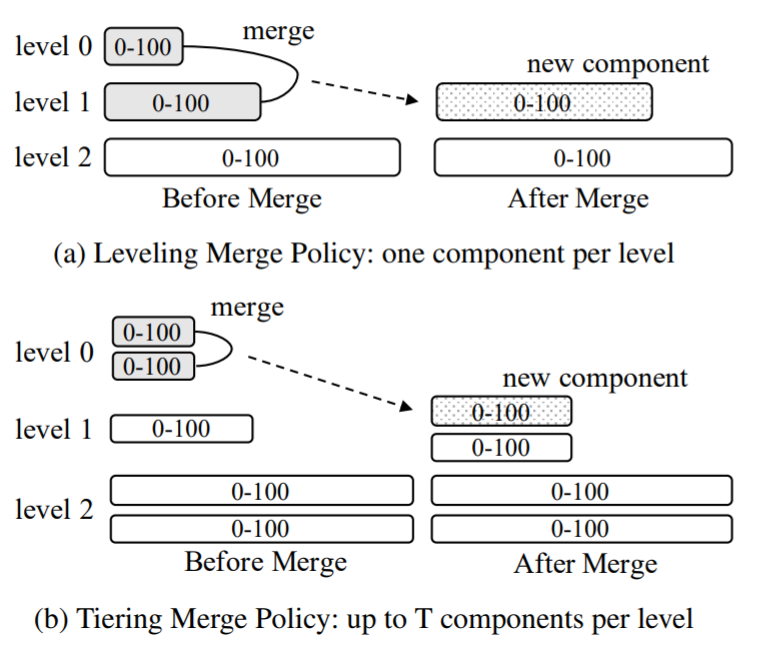 merge
level 0 0-100
new component
level 1 0-100 0-100
level 2 0-100 0-100
Before Merge After Merge
(a) Leveling Merge Policy: one component per level
merge
0-100
level 0
0-100
new component
0-100
level 1 0-100
0-100
0-100 0-100
level 2
0-100 0-100
Before Merge After Merge
(b) Tiering Merge Policy: up to T components per level